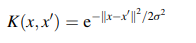 K(x,x′) = e^{−‖x−x′‖²/2σ²}